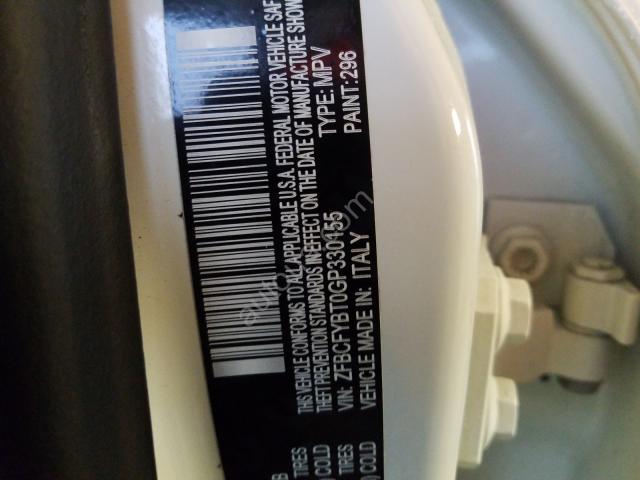 THIS VEHICLE CONFORMS TO ALL APPLICABLE U.S.A. FEDERAL MOTOR VEHICLE SAF
THEFT PREVENTION STANDARDS IN EFFECT ON THE DATE OF MANUFACTURE SHOW
VIN: ZFBCFYBT0GP330455 TYPE: MPV
VEHICLE MADE IN: ITALY PAINT:296
B
TIRES
COLD
TIRES
) COLD